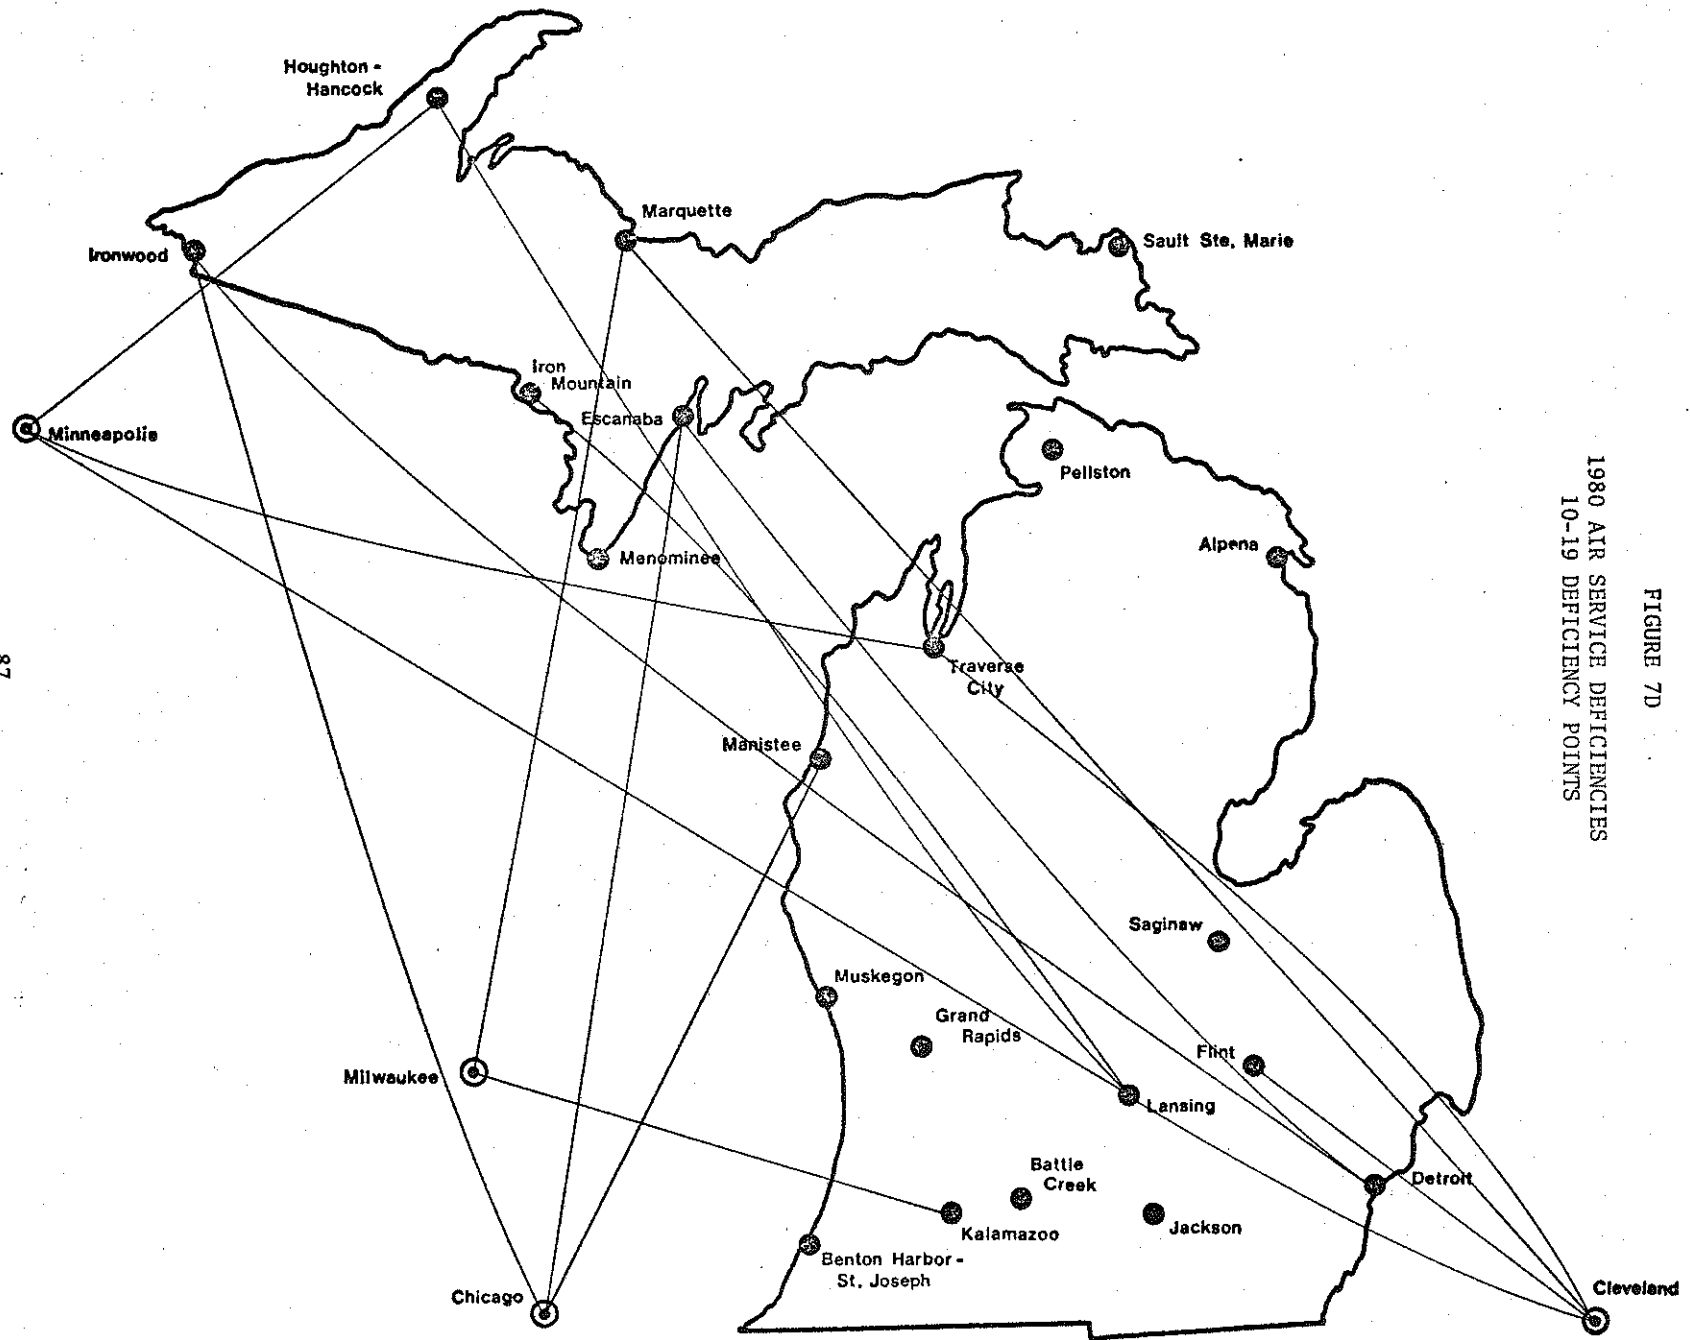 FIGURE 7D
1980 AIR SERVICE DEFICIENCIES
10-19 DEFICIENCY POINTS
Houghton -
Hancock
Marquette
Sault Ste. Marie
Ironwood
Iron
Mountain
Escanaba
Minneapolis
Pellston
Menominee
Alpena
Traverse
City
Manistee
Saginaw
Muskegon
Grand
Rapids
Flint
Milwaukee
Lansing
Battle
Creek
Detroit
Kalamazoo
Jackson
Benton Harbor -
St. Joseph
Chicago
Cleveland
87